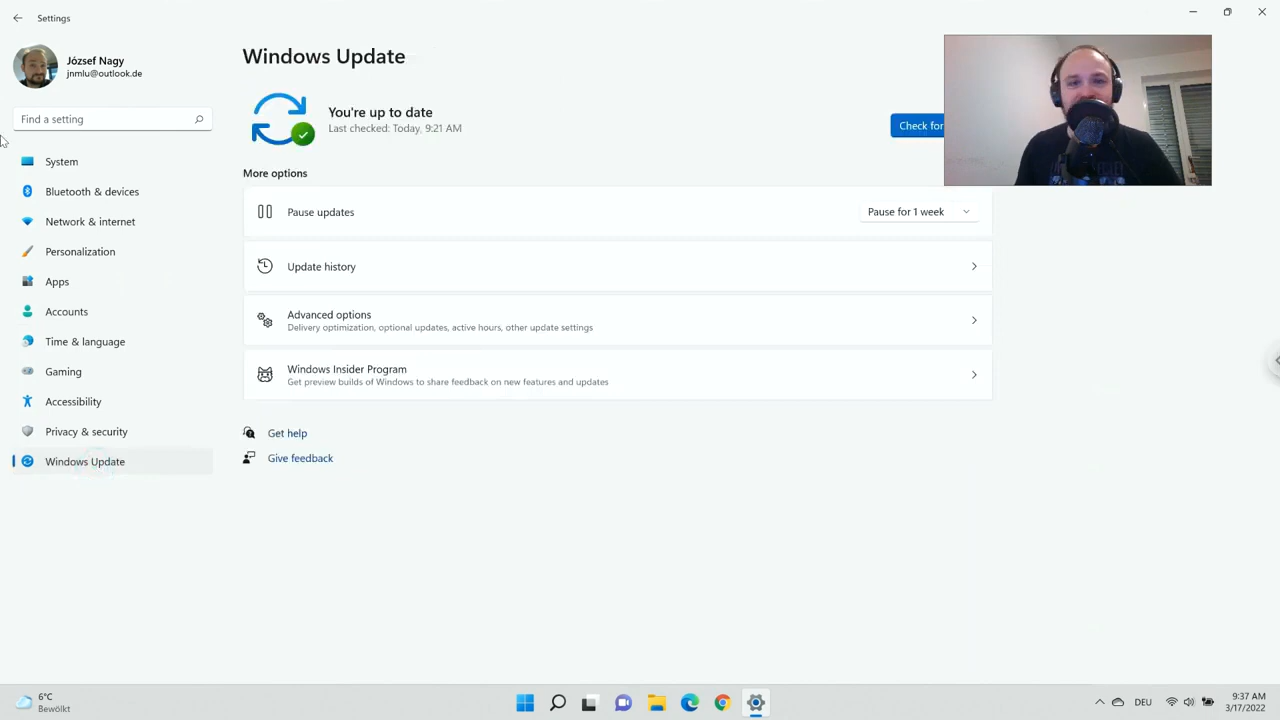 Settings
József Nagy
jnmlu@outlook.de
Find a setting
System
Bluetooth & devices
Network & internet
Personalization
Apps
Accounts
Time & language
Gaming
Accessibility
Privacy & security
Windows Update
Windows Update
You're up to date
Last checked: Today, 9:21 AM
Check for
More options
Pause updates
Pause for 1 week
Update history
Advanced options
Delivery optimization, optional updates, active hours, other update settings
Windows Insider Program
Get preview builds of Windows to share feedback on new features and updates
Get help
Give feedback
6°C
Bewölkt
DEU
9:37 AM
3/17/2022